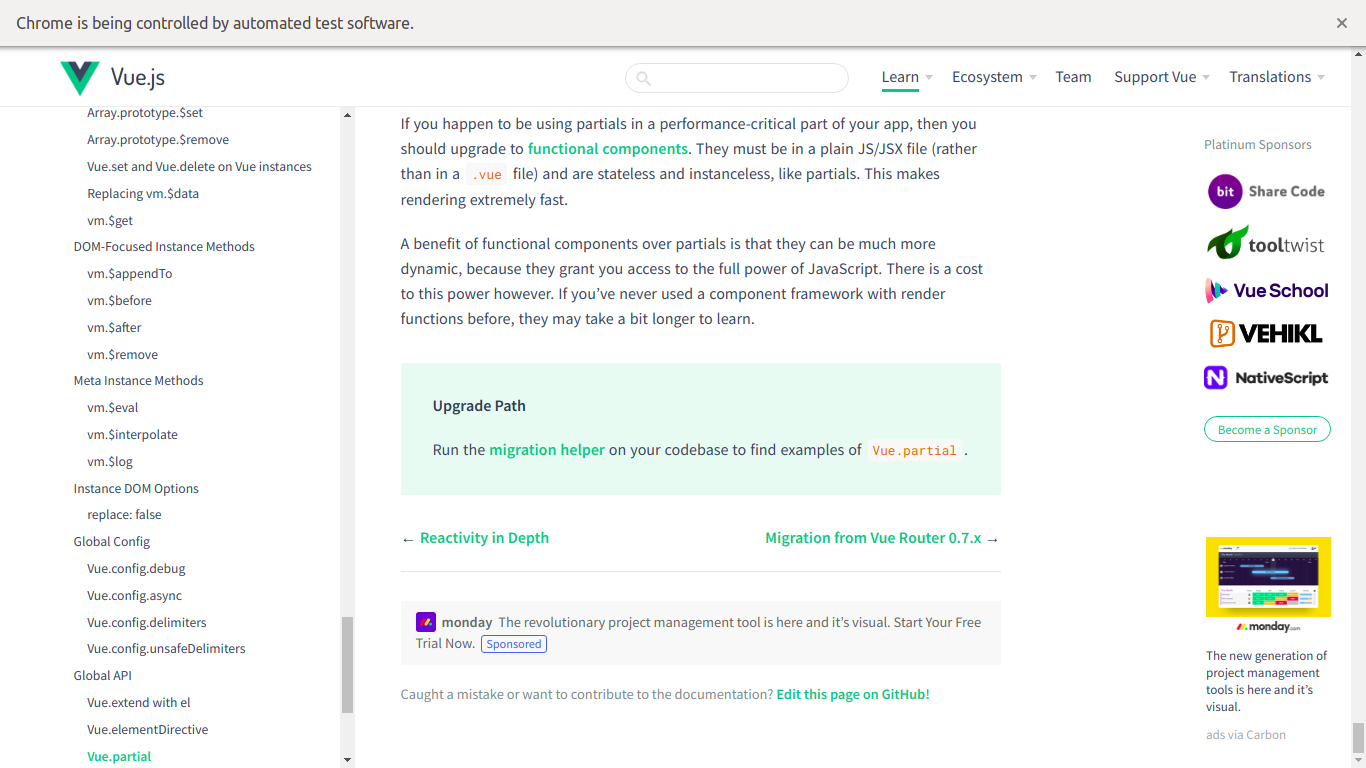 Chrome is being controlled by automated test software.
Vue.js
Learn
Ecosystem
Team
Support Vue
Translations
Array.prototype.$set
Array.prototype.$remove
Vue.set and Vue.delete on Vue instances
Replacing vm.$data
vm.$get
DOM-Focused Instance Methods
vm.$appendTo
vm.$before
vm.$after
vm.$remove
Meta Instance Methods
vm.$eval
vm.$interpolate
vm.$log
Instance DOM Options
replace: false
Global Config
Vue.config.debug
Vue.config.async
Vue.config.delimiters
Vue.config.unsafeDelimiters
Global API
Vue.extend with el
Vue.elementDirective
Vue.partial
If you happen to be using partials in a performance-critical part of your app, then you
should upgrade to functional components. They must be in a plain JS/JSX file (rather
than in a .vue file) and are stateless and instanceless, like partials. This makes
rendering extremely fast.
A benefit of functional components over partials is that they can be much more
dynamic, because they grant you access to the full power of JavaScript. There is a cost
to this power however. If you’ve never used a component framework with render
functions before, they may take a bit longer to learn.
Upgrade Path
Run the migration helper on your codebase to find examples of Vue.partial .
← Reactivity in Depth
Migration from Vue Router 0.7.x →
monday The revolutionary project management tool is here and it’s visual. Start Your Free
Trial Now. Sponsored
Caught a mistake or want to contribute to the documentation? Edit this page on GitHub!
Platinum Sponsors
bit Share Code
tooltwist
Vue School
VEHIKL
NativeScript
Become a Sponsor
monday.com
The new generation of
project management
tools is here and it’s
visual.
ads via Carbon